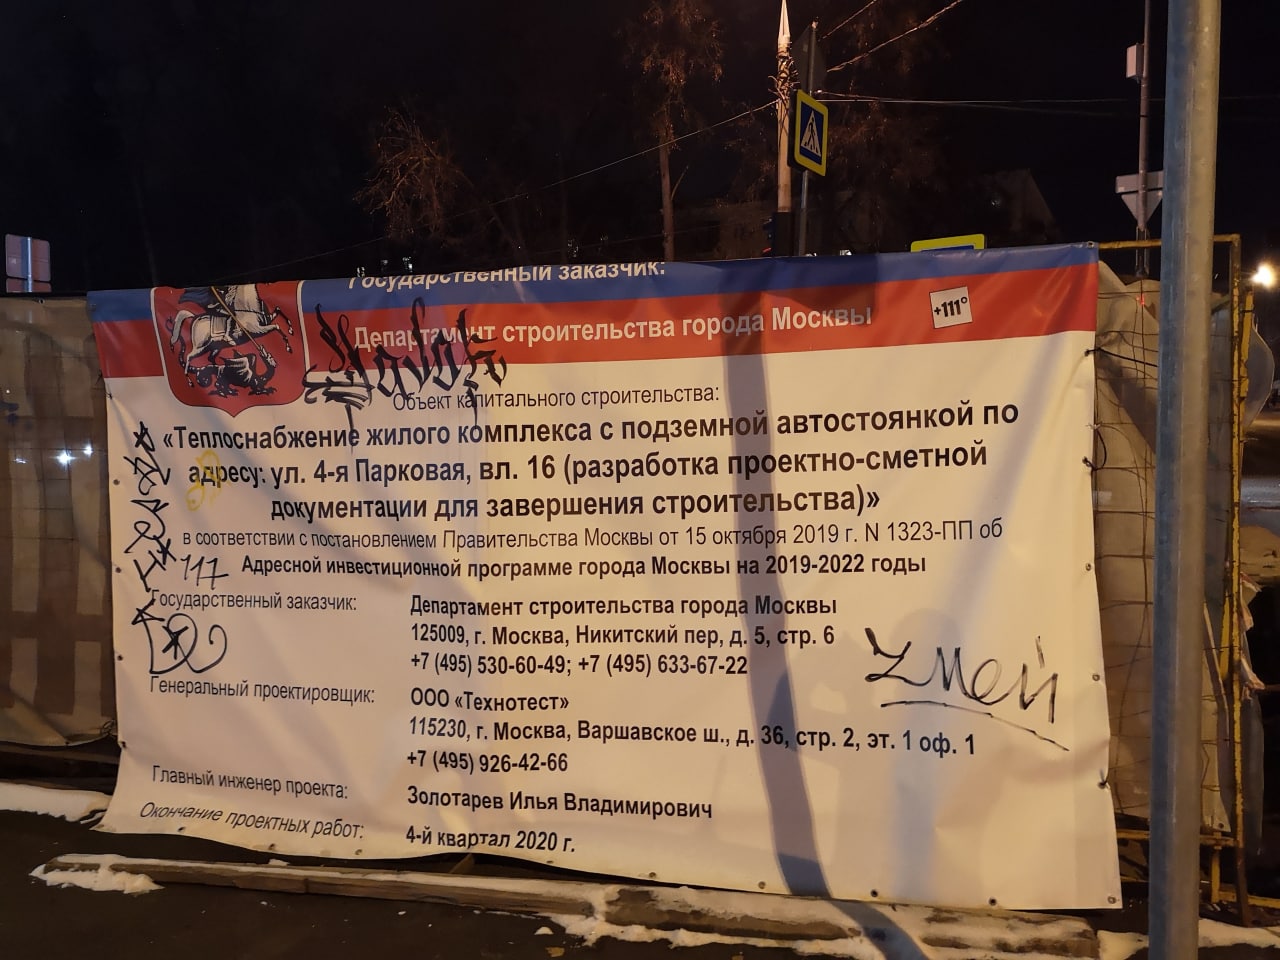 Государственный заказчик:
Департамент строительства города Москвы
+111°
Объект капитального строительства:
«Теплоснабжение жилого комплекса с подземной автостоянкой по
адресу: ул. 4-я Парковая, вл. 16 (разработка проектно-сметной
документации для завершения строительства)»
в соответствии с постановлением Правительства Москвы от 15 октября 2019 г. N 1323-ПП об
Адресной инвестиционной программе города Москвы на 2019-2022 годы
117
Государственный заказчик:
Департамент строительства города Москвы
125009, г. Москва, Никитский пер, д. 5, стр. 6
+7 (495) 530-60-49; +7 (495) 633-67-22
змей
Генеральный проектировщик:
ООО «Технотест»
115230, г. Москва, Варшавское ш., д. 36, стр. 2, эт. 1 оф. 1
+7 (495) 926-42-66
Главный инженер проекта:
Золотарев Илья Владимирович
Окончание проектных работ:
4-й квартал 2020 г.